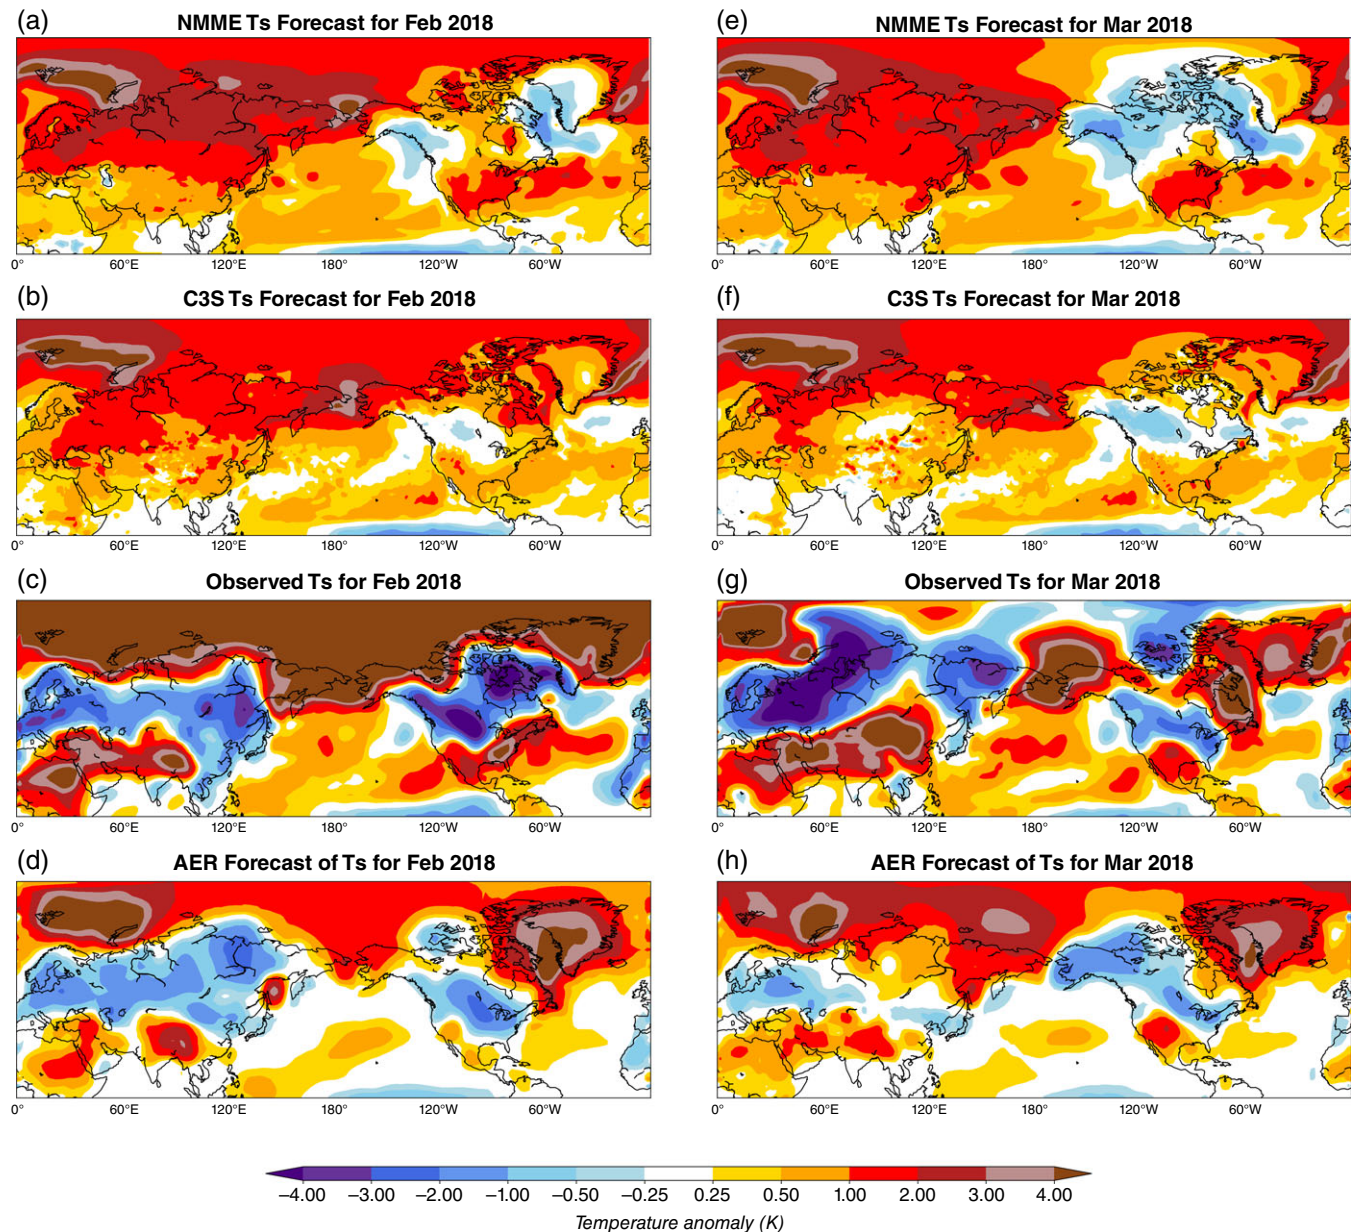 (a) NMME Ts Forecast for Feb 2018
0° 60°E 120°E 180° 120°W 60°W
(b) C3S Ts Forecast for Feb 2018
0° 60°E 120°E 180° 120°W 60°W
(c) Observed Ts for Feb 2018
0° 60°E 120°E 180° 120°W 60°W
(d) AER Forecast of Ts for Feb 2018
0° 60°E 120°E 180° 120°W 60°W
(e) NMME Ts Forecast for Mar 2018
0° 60°E 120°E 180° 120°W 60°W
(f) C3S Ts Forecast for Mar 2018
0° 60°E 120°E 180° 120°W 60°W
(g) Observed Ts for Mar 2018
0° 60°E 120°E 180° 120°W 60°W
(h) AER Forecast of Ts for Mar 2018
0° 60°E 120°E 180° 120°W 60°W
−4.00 −3.00 −2.00 −1.00 −0.50 −0.25 0.25 0.50 1.00 2.00 3.00 4.00
Temperature anomaly (K)